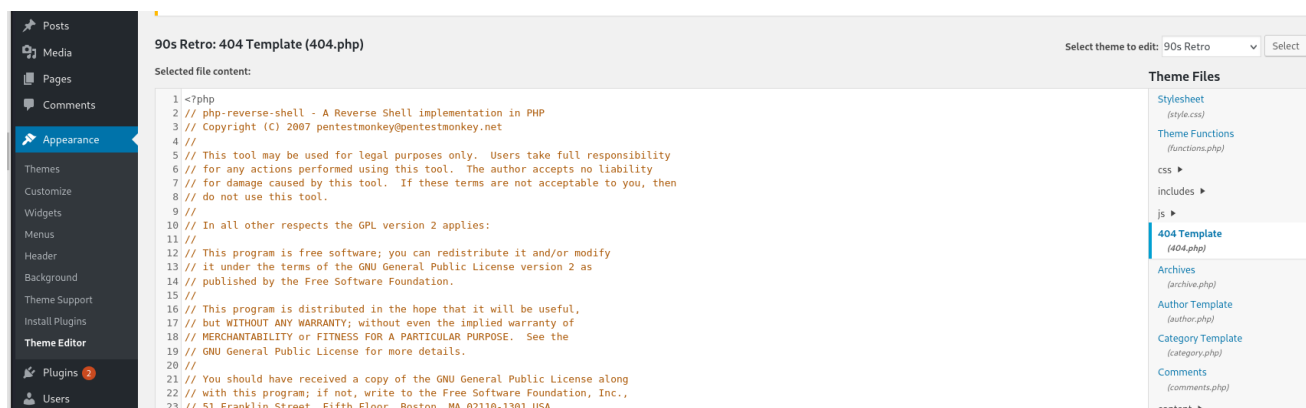 Posts
Media
Pages
Comments
Appearance
Themes
Customize
Widgets
Menus
Header
Background
Theme Support
Install Plugins
Theme Editor
Plugins 2
Users
90s Retro: 404 Template (404.php)
Select theme to edit: 90s Retro Select
Selected file content:
1 <?php
2 // php-reverse-shell - A Reverse Shell implementation in PHP
3 // Copyright (C) 2007 pentestmonkey@pentestmonkey.net
4 //
5 // This tool may be used for legal purposes only.  Users take full responsibility
6 // for any actions performed using this tool.  The author accepts no liability
7 // for damage caused by this tool.  If these terms are not acceptable to you, then
8 // do not use this tool.
9 //
10 // In all other respects the GPL version 2 applies:
11 //
12 // This program is free software; you can redistribute it and/or modify
13 // it under the terms of the GNU General Public License version 2 as
14 // published by the Free Software Foundation.
15 //
16 // This program is distributed in the hope that it will be useful,
17 // but WITHOUT ANY WARRANTY; without even the implied warranty of
18 // MERCHANTABILITY or FITNESS FOR A PARTICULAR PURPOSE.  See the
19 // GNU General Public License for more details.
20 //
21 // You should have received a copy of the GNU General Public License along
22 // with this program; if not, write to the Free Software Foundation, Inc.,
23 // 51 Franklin Street, Fifth Floor, Boston, MA 02110-1301 USA
Theme Files
Stylesheet
(style.css)
Theme Functions
(functions.php)
css
includes
js
404 Template
(404.php)
Archives
(archive.php)
Author Template
(author.php)
Category Template
(category.php)
Comments
(comments.php)
content